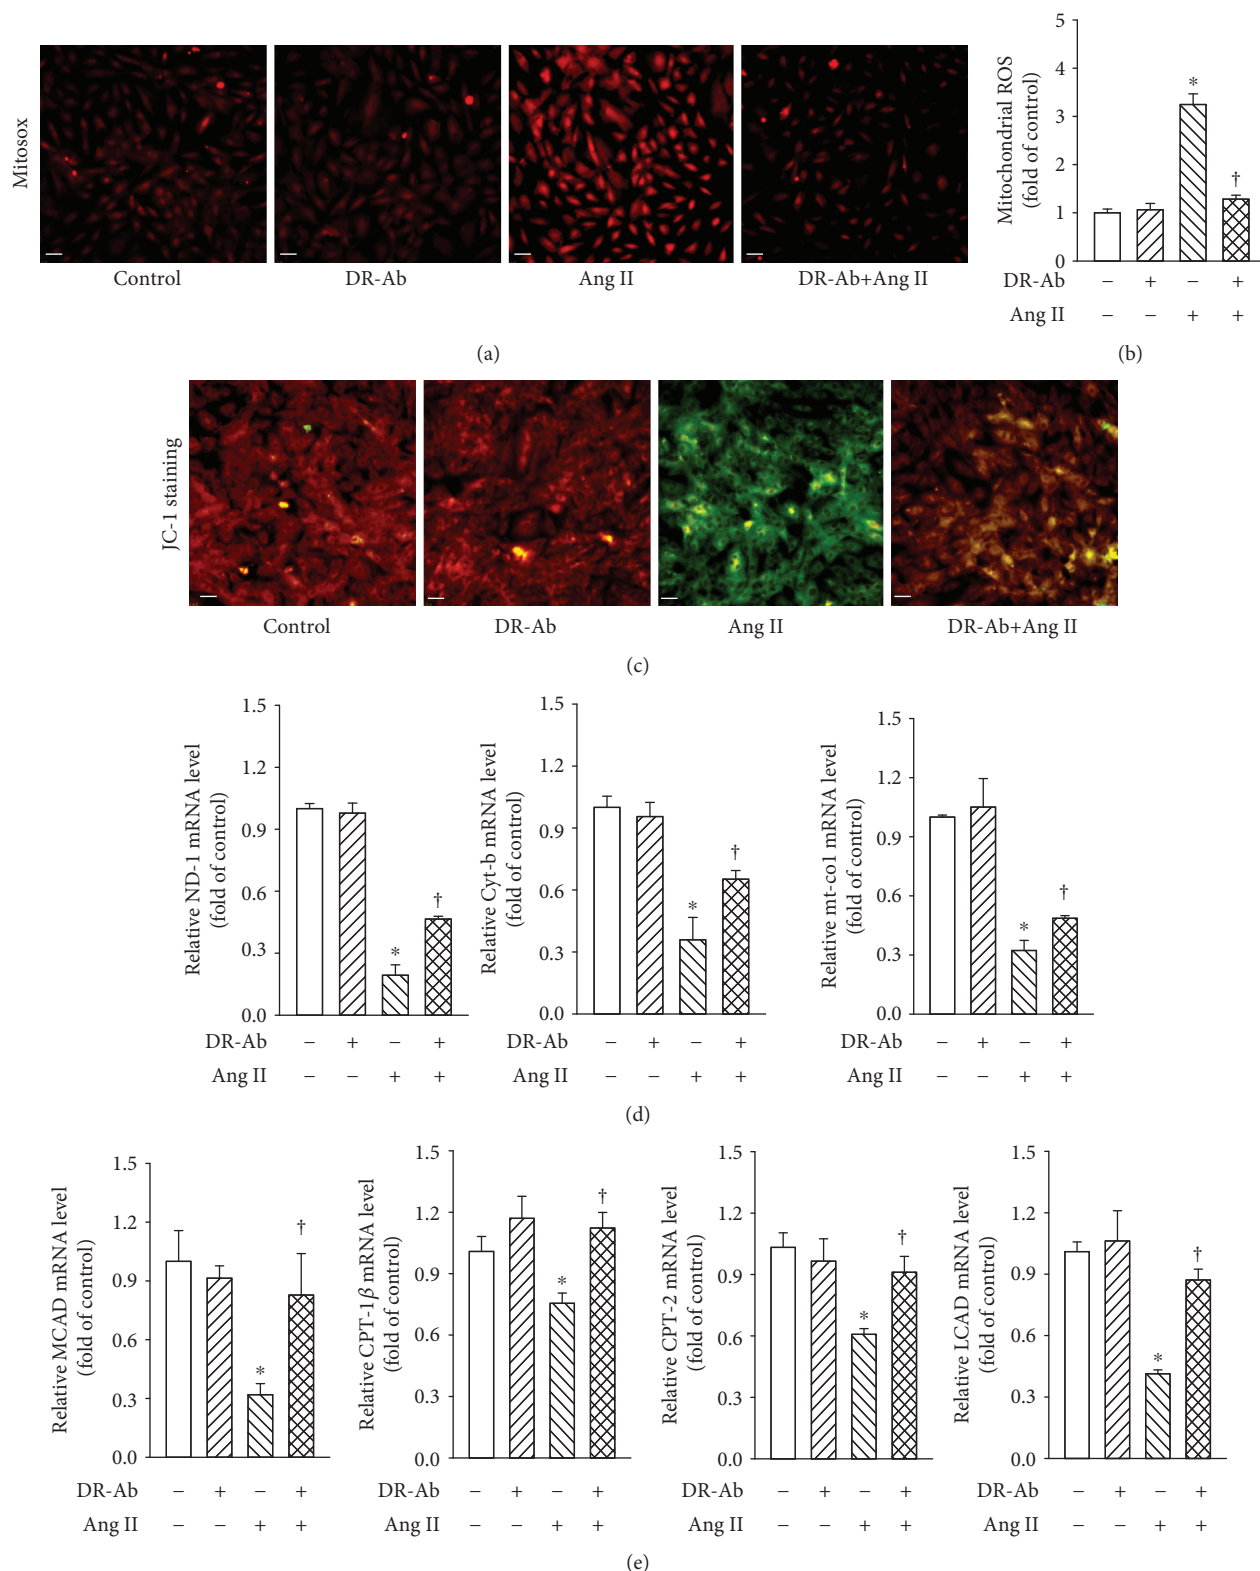 Mitosox
Control
DR-Ab
Ang II
DR-Ab+Ang II
(a)
Mitochondrial ROS
(fold of control)
5
4
3
2
1
0
*
†
DR-Ab − + − +
Ang II − − + +
(b)
JC-1 staining
Control
DR-Ab
Ang II
DR-Ab+Ang II
(c)
Relative ND-1 mRNA level
(fold of control)
1.5
1.2
0.9
0.6
0.3
0.0
*
†
DR-Ab − + − +
Ang II − − + +
Relative Cyt-b mRNA level
(fold of control)
1.5
1.2
0.9
0.6
0.3
0.0
*
†
DR-Ab − + − +
Ang II − − + +
Relative mt-co1 mRNA level
(fold of control)
1.5
1.2
0.9
0.6
0.3
0.0
*
†
DR-Ab − + − +
Ang II − − + +
(d)
Relative MCAD mRNA level
(fold of control)
1.5
1.2
0.9
0.6
0.3
0.0
*
†
DR-Ab − + − +
Ang II − − + +
Relative CPT-1β mRNA level
(fold of control)
1.5
1.2
0.9
0.6
0.3
0.0
*
†
DR-Ab − + − +
Ang II − − + +
Relative CPT-2 mRNA level
(fold of control)
1.5
1.2
0.9
0.6
0.3
0.0
*
†
DR-Ab − + − +
Ang II − − + +
Relative LCAD mRNA level
(fold of control)
1.5
1.2
0.9
0.6
0.3
0.0
*
†
DR-Ab − + − +
Ang II − − + +
(e)